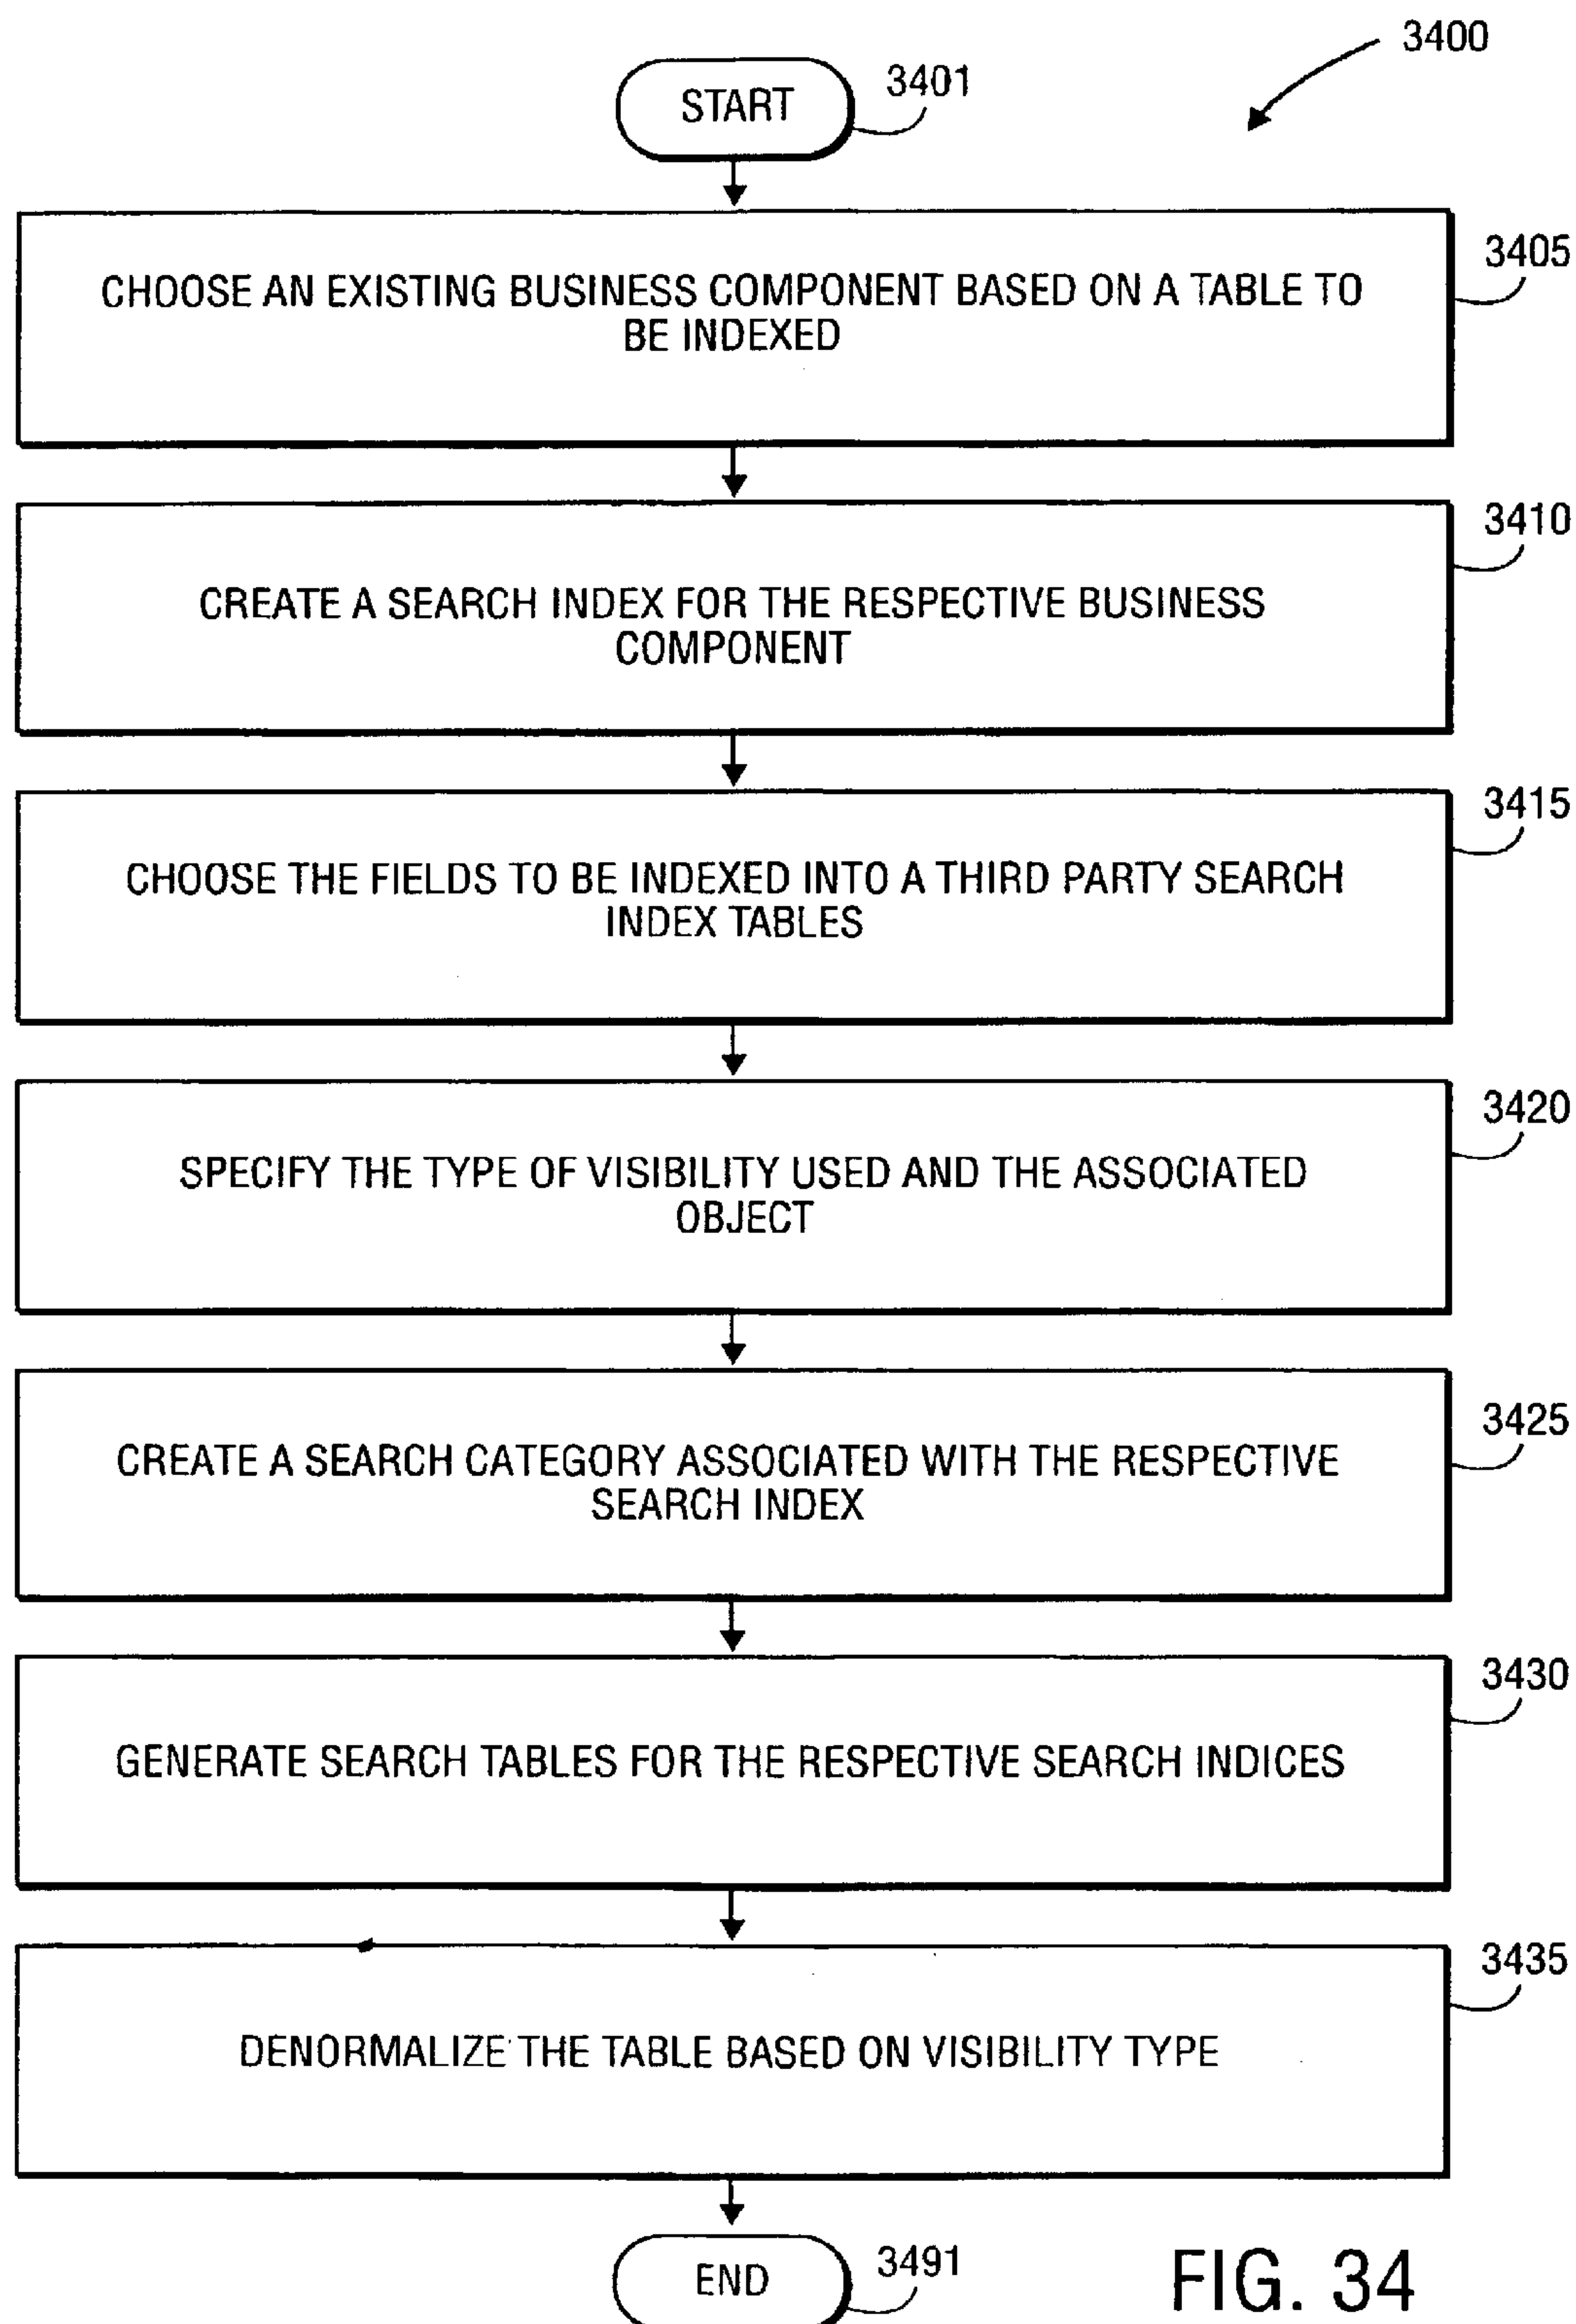 3400
START
3401
CHOOSE AN EXISTING BUSINESS COMPONENT BASED ON A TABLE TO
BE INDEXED
3405
CREATE A SEARCH INDEX FOR THE RESPECTIVE BUSINESS
COMPONENT
3410
CHOOSE THE FIELDS TO BE INDEXED INTO A THIRD PARTY SEARCH
INDEX TABLES
3415
SPECIFY THE TYPE OF VISIBILITY USED AND THE ASSOCIATED
OBJECT
3420
CREATE A SEARCH CATEGORY ASSOCIATED WITH THE RESPECTIVE
SEARCH INDEX
3425
GENERATE SEARCH TABLES FOR THE RESPECTIVE SEARCH INDICES
3430
DENORMALIZE THE TABLE BASED ON VISIBILITY TYPE
3435
END
3491
FIG. 34